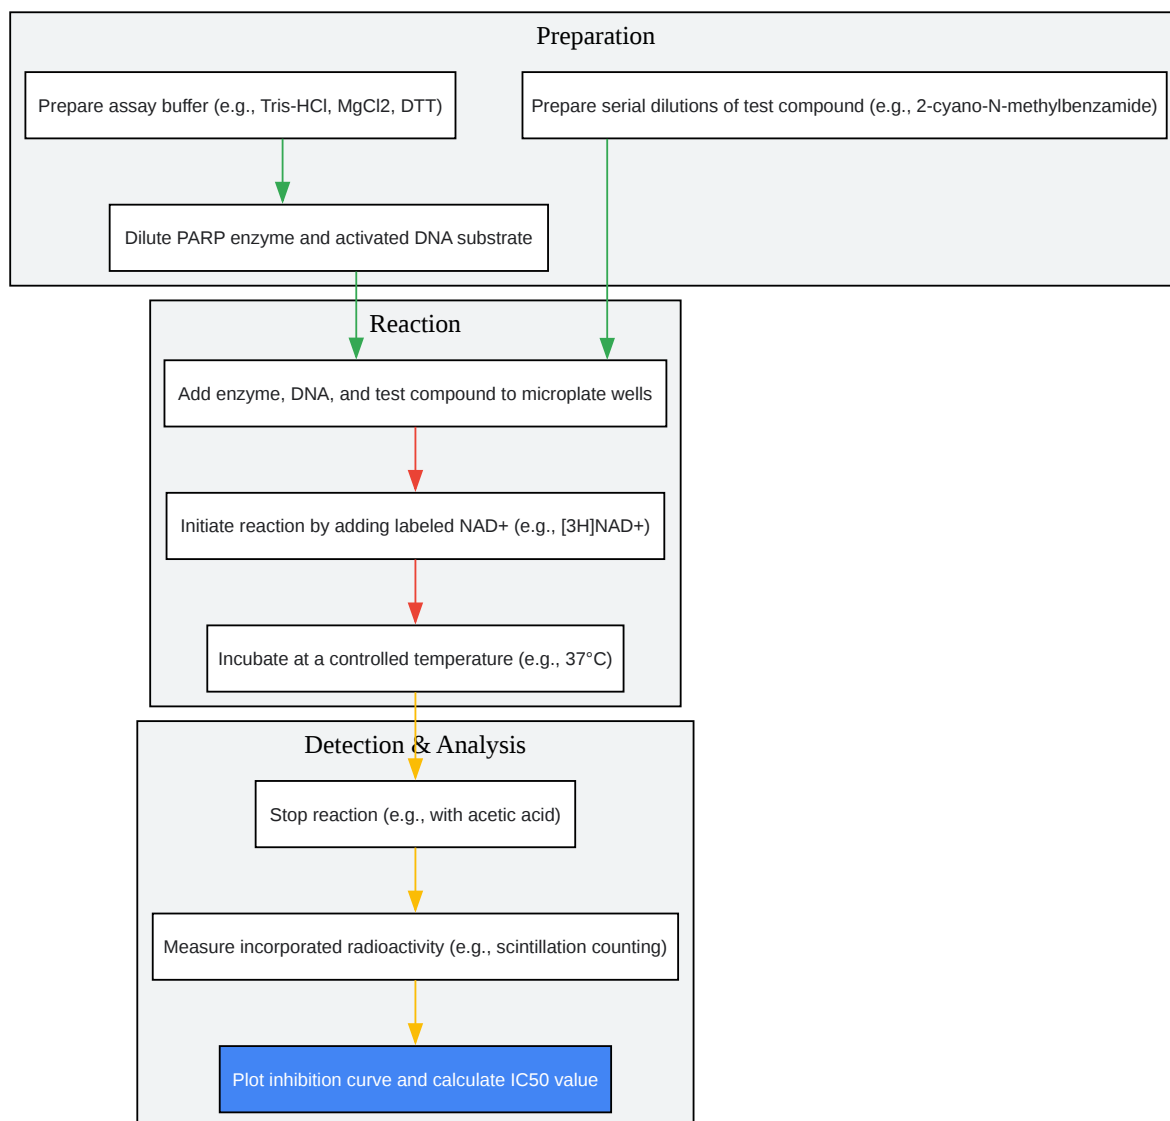 Preparation
Prepare assay buffer (e.g., Tris-HCl, MgCl2, DTT)
Prepare serial dilutions of test compound (e.g., 2-cyano-N-methylbenzamide)
Dilute PARP enzyme and activated DNA substrate
Reaction
Add enzyme, DNA, and test compound to microplate wells
Initiate reaction by adding labeled NAD+ (e.g., [3H]NAD+)
Incubate at a controlled temperature (e.g., 37°C)
Detection & Analysis
Stop reaction (e.g., with acetic acid)
Measure incorporated radioactivity (e.g., scintillation counting)
Plot inhibition curve and calculate IC50 value